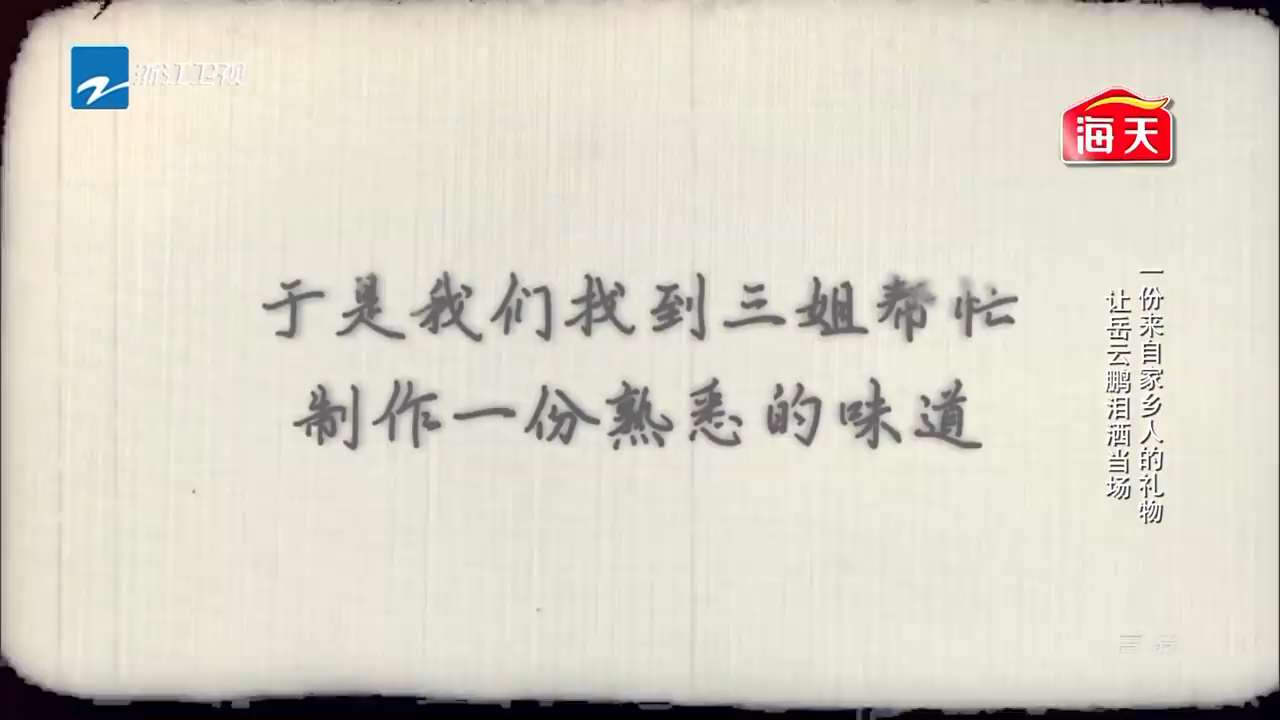 浙江卫视
海天
于是我们找到三姐帮忙
制作一份熟悉的味道
一份来自家乡人的礼物
让岳云鹏泪洒当场